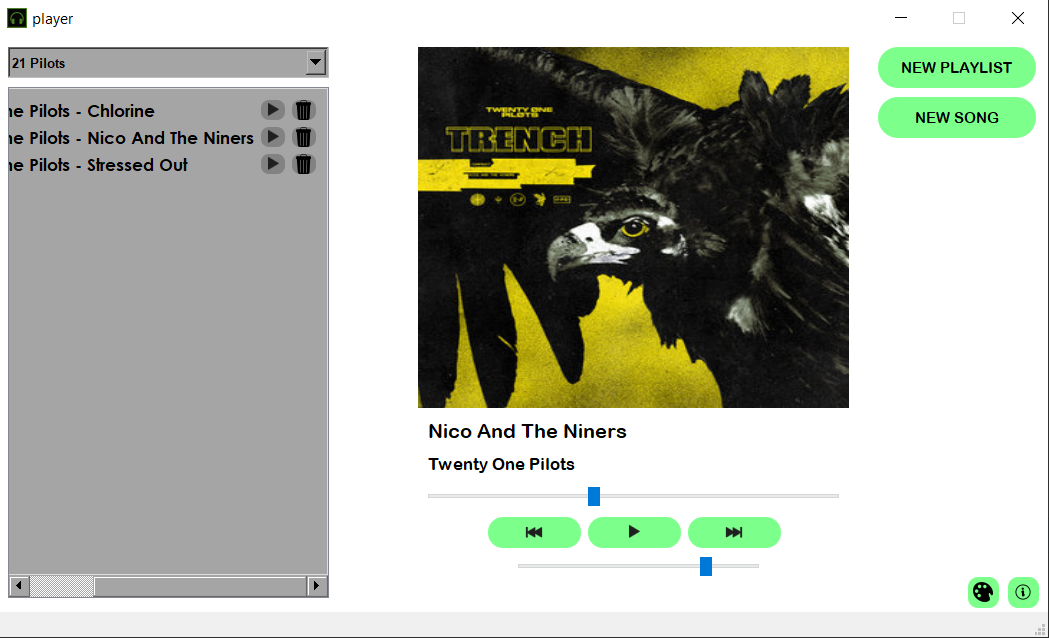 player
21 Pilots
ne Pilots - Chlorine
ne Pilots - Nico And The Niners
ne Pilots - Stressed Out
TWENTY ONE
PILOTS
TRENCH
Nico And The Niners
Twenty One Pilots
NEW PLAYLIST
NEW SONG